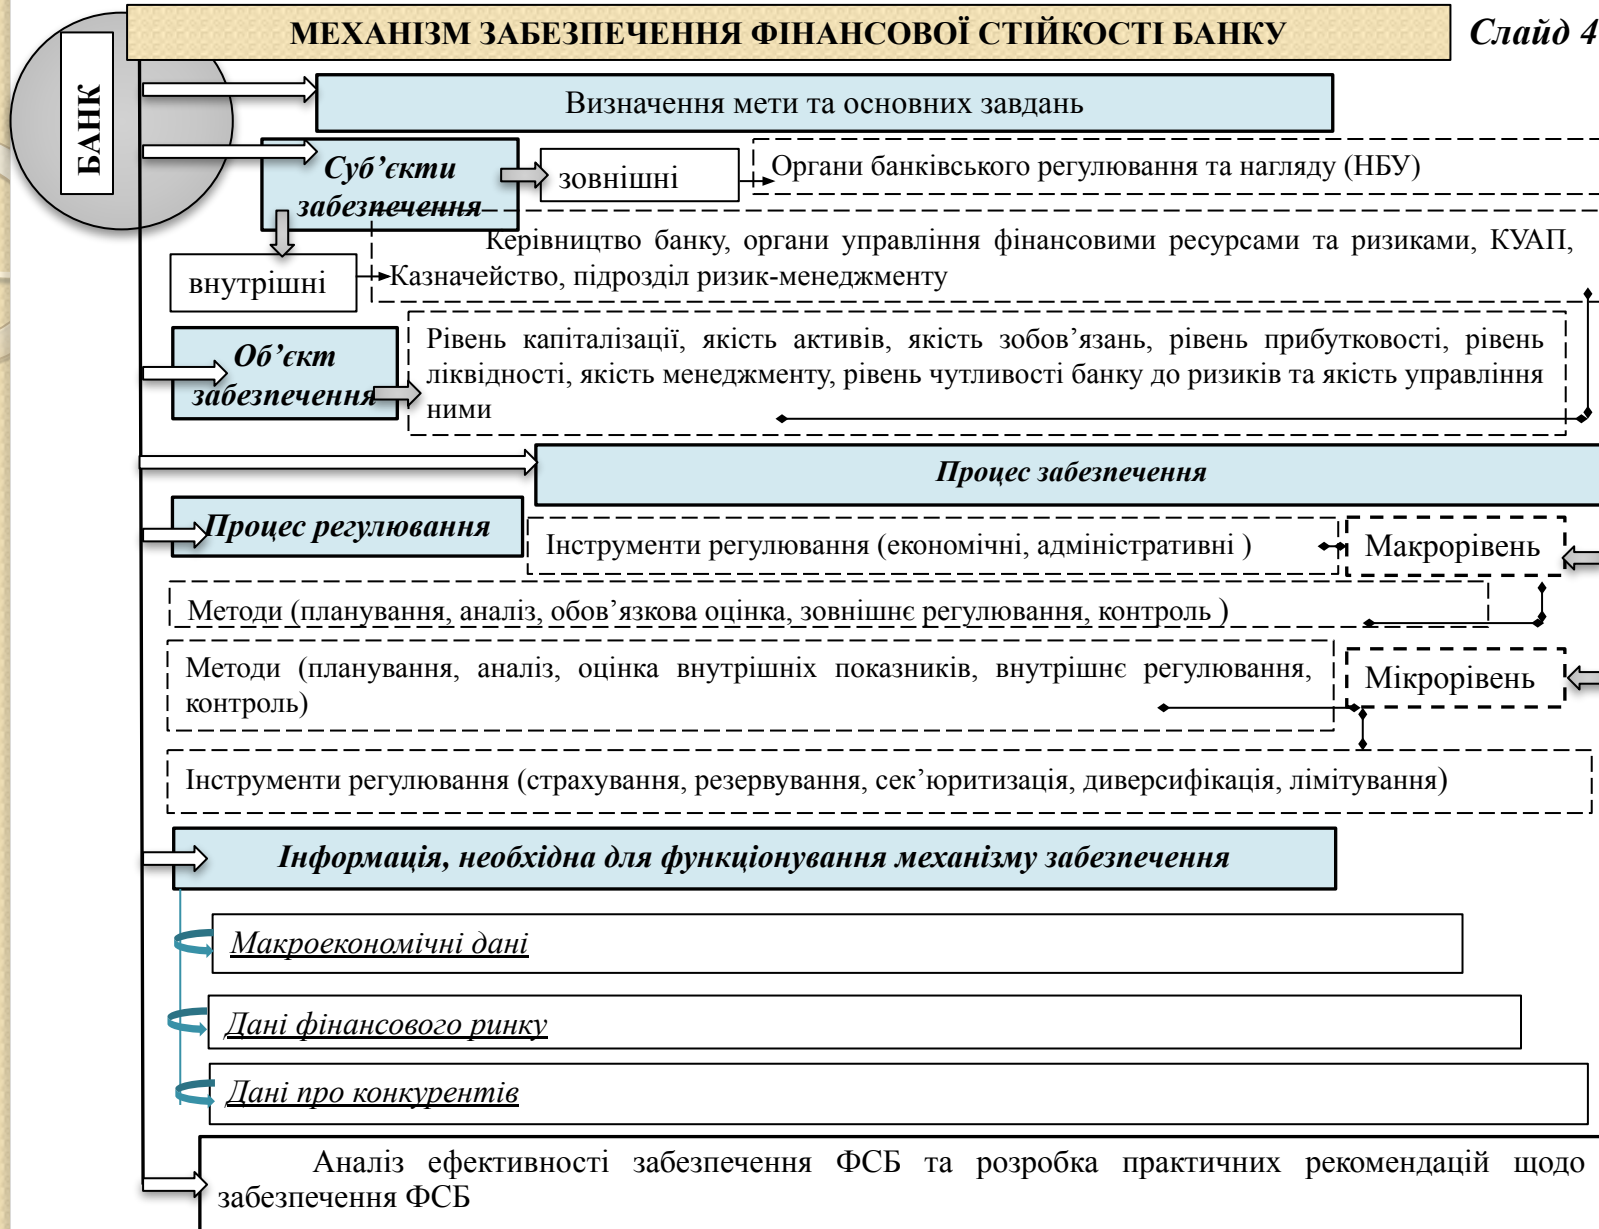 МЕХАНІЗМ ЗАБЕЗПЕЧЕННЯ ФІНАНСОВОЇ СТІЙКОСТІ БАНКУ
Слайд 4
БАНК
Визначення мети та основних завдань
Суб’єкти
забезпечення
зовнішні
Органи банківського регулювання та нагляду (НБУ)
внутрішні
Керівництво банку, органи управління фінансовими ресурсами та ризиками, КУАП,
Казначейство, підрозділ ризик-менеджменту
Об’єкт
забезпечення
Рівень капіталізації, якість активів, якість зобов’язань, рівень прибутковості, рівень
ліквідності, якість менеджменту, рівень чутливості банку до ризиків та якість управління
ними
Процес забезпечення
Процес регулювання
Інструменти регулювання (економічні, адміністративні )
Макрорівень
Методи (планування, аналіз, обов’язкова оцінка, зовнішнє регулювання, контроль )
Методи (планування, аналіз, оцінка внутрішніх показників, внутрішнє регулювання,
контроль)
Мікрорівень
Інструменти регулювання (страхування, резервування, сек’юритизація, диверсифікація, лімітування)
Інформація, необхідна для функціонування механізму забезпечення
Макроекономічні дані
Дані фінансового ринку
Дані про конкурентів
Аналіз ефективності забезпечення ФСБ та розробка практичних рекомендацій щодо
забезпечення ФСБ